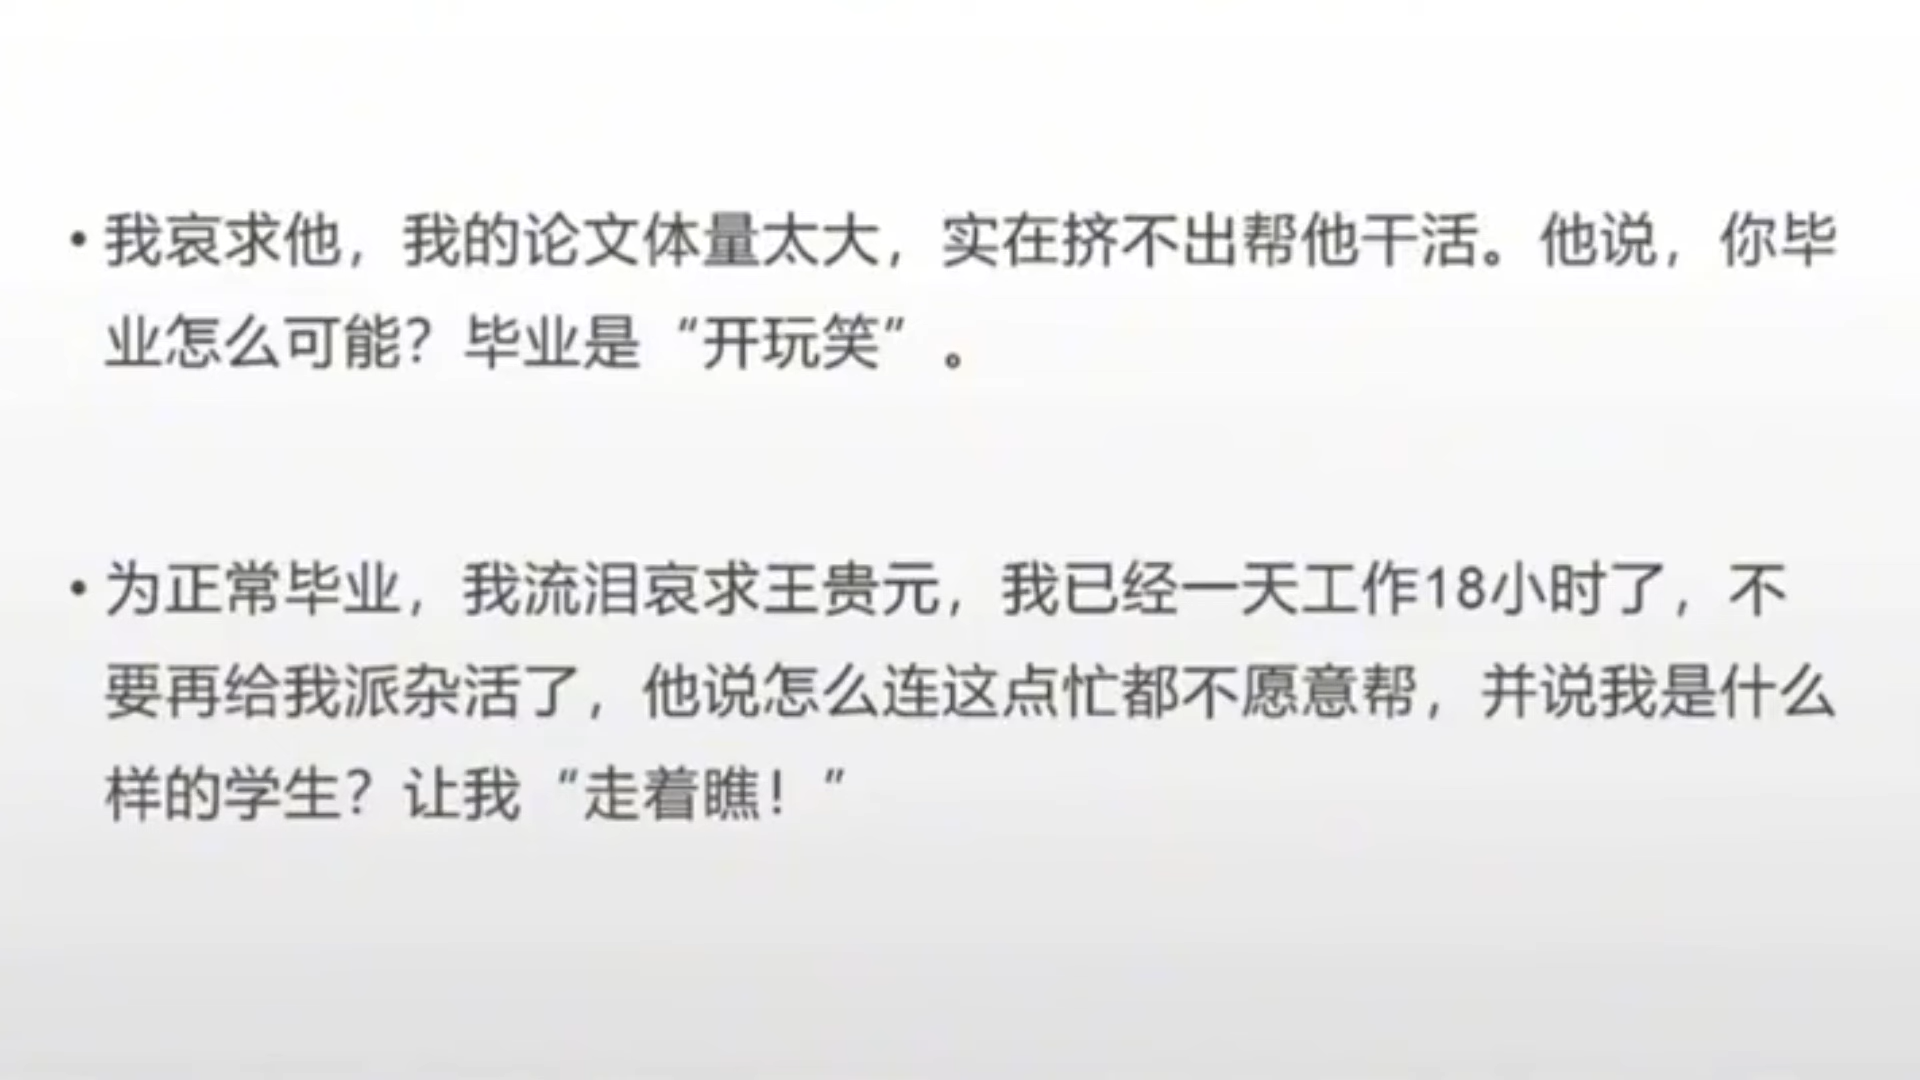 • 我哀求他，我的论文体量太大，实在挤不出帮他干活。他说，你毕
业怎么可能？毕业是“开玩笑”。
• 为正常毕业，我流泪哀求王贵元，我已经一天工作18小时了，不
要再给我派杂活了，他说怎么连这点忙都不愿意帮，并说我是什么
样的学生？让我“走着瞧！”